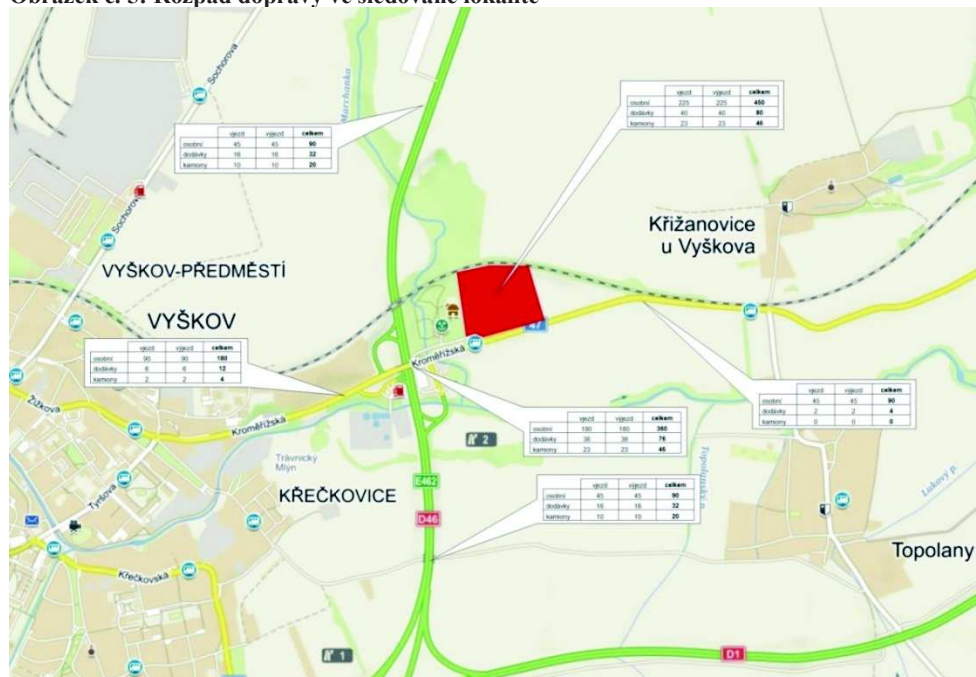 Obrázek č. 5: Rozpad dopravy ve sledované lokalitě
Sochorova
Marchanka
vjezd výjezd celkem
osobní 225 225 450
dodávky 40 40 80
kamiony 23 23 46
vjezd výjezd celkem
osobní 45 45 90
dodávky 16 16 32
kamiony 10 10 20
Sochorova
Křižanovice
u Vyškova
VYŠKOV-PŘEDMĚSTÍ
VYŠKOV
47
Kroměřížská
vjezd výjezd celkem
osobní 90 90 180
dodávky 6 6 12
kamiony 2 2 4
vjezd výjezd celkem
osobní 45 45 90
dodávky 2 2 4
kamiony 0 0 0
Žižkova
Kroměřížská
vjezd výjezd celkem
osobní 180 180 360
dodávky 38 38 76
kamiony 23 23 46
2
Trávnický
Mlýn
Topolanský p.
Lukový p.
E462
KŘEČKOVICE
vjezd výjezd celkem
osobní 45 45 90
dodávky 16 16 32
kamiony 10 10 20
Tyršova
D46
Topolany
Křečkovská
1
D1